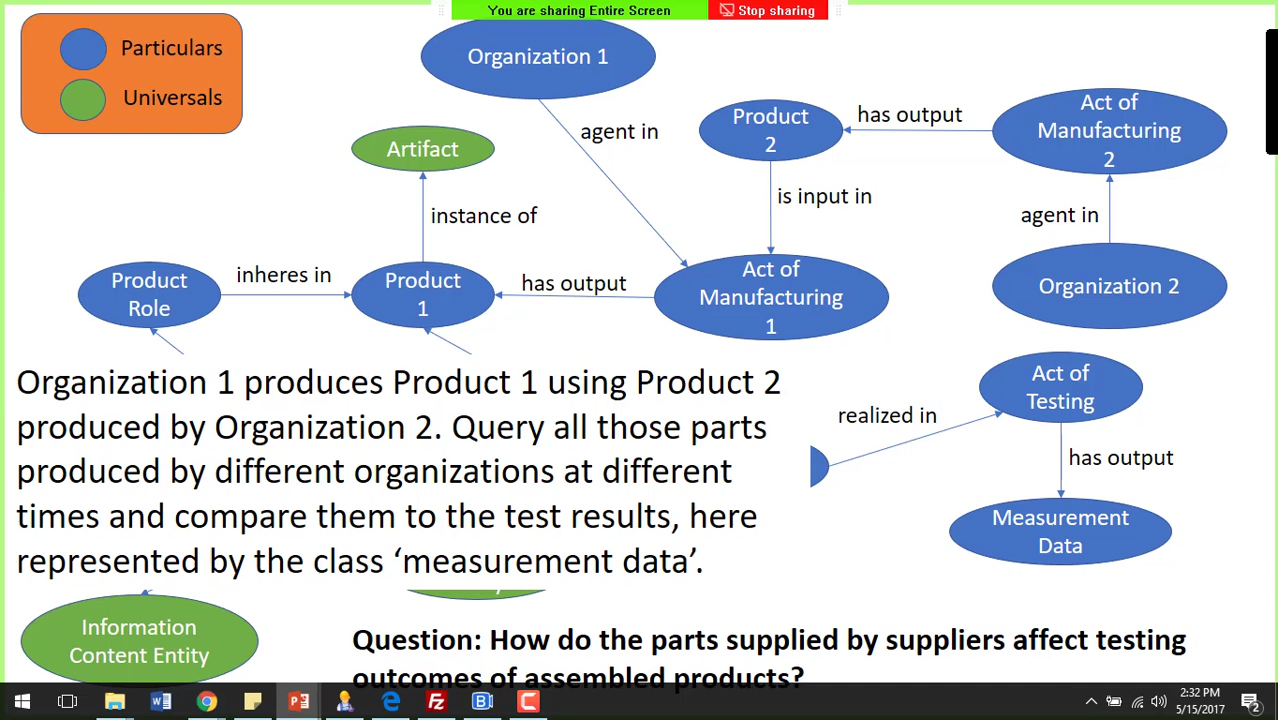 You are sharing Entire Screen
Stop sharing
Particulars
Universals
Organization 1
agent in
Product
2
has output
Act of
Manufacturing
2
Artifact
instance of
is input in
agent in
Product
Role
inheres in
Product
1
has output
Act of
Manufacturing
1
Organization 2
Organization 1 produces Product 1 using Product 2
produced by Organization 2. Query all those parts
produced by different organizations at different
times and compare them to the test results, here
represented by the class ‘measurement data’.
realized in
Act of
Testing
has output
Measurement
Data
Information
Content Entity
Question: How do the parts supplied by suppliers affect testing
outcomes of assembled products?
2:32 PM
5/15/2017
2